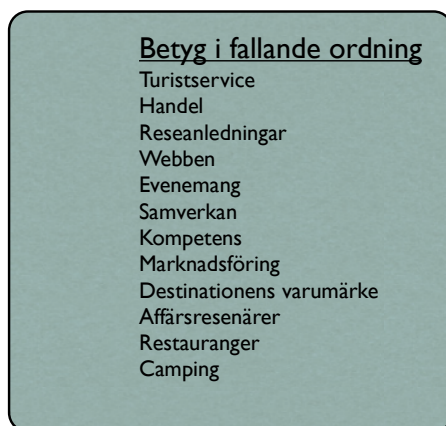 Betyg i fallande ordning
Turistservice
Handel
Reseanledningar
Webben
Evenemang
Samverkan
Kompetens
Marknadsföring
Destinationens varumärke
Affärsresenärer
Restauranger
Camping